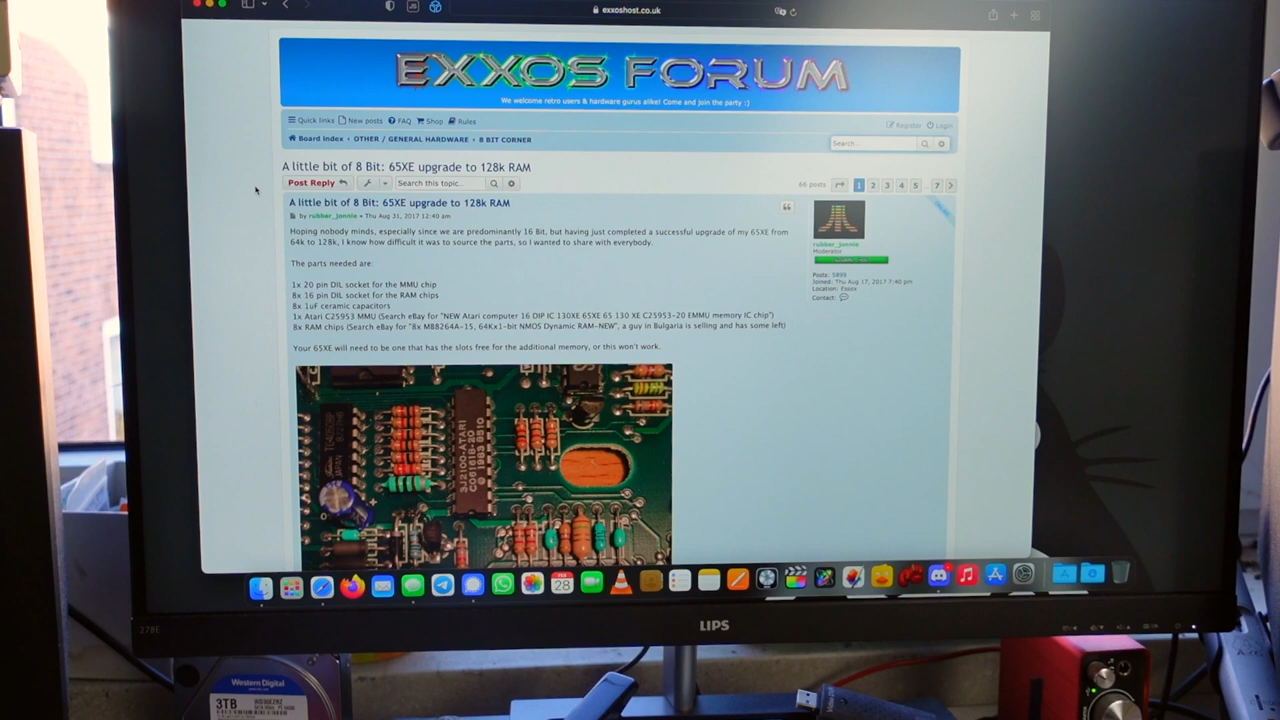 exxoshost.co.uk
EXXOS FORUM
We welcome retro users & hardware gurus alike! Come and join the party :)
Quick links New posts FAQ Shop Rules
Register Login
Board index ‹ OTHER / GENERAL HARDWARE ‹ 8 BIT CORNER
Search...
A little bit of 8 Bit: 65XE upgrade to 128k RAM
Post Reply Search this topic...
66 posts 1 2 3 4 5 ... 7
A little bit of 8 Bit: 65XE upgrade to 128k RAM
by rubber_jonnie » Thu Aug 31, 2017 12:40 am
Hoping nobody minds, especially since we are predominantly 16 Bit, but having just completed a successful upgrade of my 65XE from
64k to 128k, I know how difficult it was to source the parts, so I wanted to share with everybody.
The parts needed are:
1x 20 pin DIL socket for the MMU chip
8x 16 pin DIL socket for the RAM chips
8x 1uF ceramic capacitors
1x Atari C25953 MMU (Search eBay for "NEW Atari computer 16 DIP IC 130XE 65XE 65 130 XE C25953-20 EMMU memory IC chip")
8x RAM chips (Search eBay for "8x MB8264A-15, 64Kx1-bit NMOS Dynamic RAM-NEW", a guy in Bulgaria is selling and has some left)
Your 65XE will need to be one that has the slots free for the additional memory, or this won't work.
rubber_jonnie
Moderator
Posts: 5899
Joined: Thu Aug 17, 2017 7:40 pm
Location: Essex
Contact:
3J2100-ATARI
CO61618-20
© 1983 8510
JAPAN
FEB
28
LIPS
278E
Western Digital
3TB